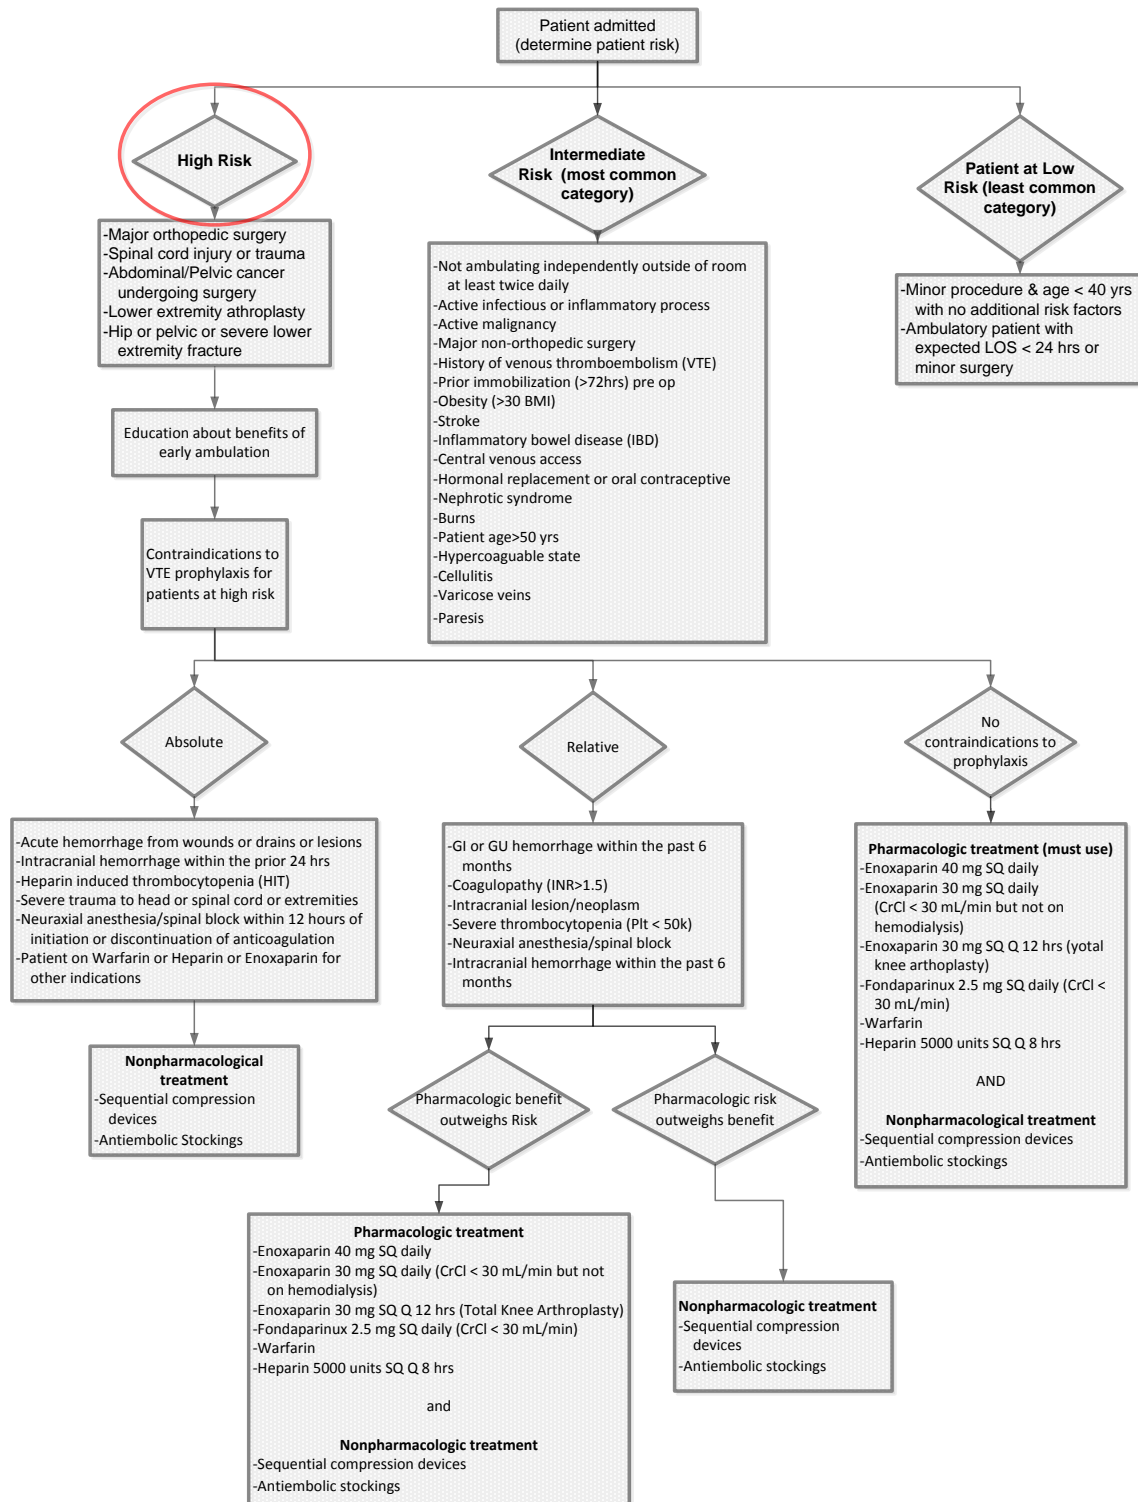 Patient admitted
(determine patient risk)
High Risk
Intermediate
Risk (most common
category)
Patient at Low
Risk (least common
category)
-Major orthopedic surgery
-Spinal cord injury or trauma
-Abdominal/Pelvic cancer
undergoing surgery
-Lower extremity athroplasty
-Hip or pelvic or severe lower
extremity fracture
-Not ambulating independently outside of room
at least twice daily
-Active infectious or inflammatory process
-Active malignancy
-Major non-orthopedic surgery
-History of venous thromboembolism (VTE)
-Prior immobilization (>72hrs) pre op
-Obesity (>30 BMI)
-Stroke
-Inflammatory bowel disease (IBD)
-Central venous access
-Hormonal replacement or oral contraceptive
-Nephrotic syndrome
-Burns
-Patient age>50 yrs
-Hypercoaguable state
-Cellulitis
-Varicose veins
-Paresis
-Minor procedure & age < 40 yrs
with no additional risk factors
-Ambulatory patient with
expected LOS < 24 hrs or
minor surgery
Education about benefits of
early ambulation
Contraindications to
VTE prophylaxis for
patients at high risk
Absolute
Relative
No
contraindications to
prophylaxis
-Acute hemorrhage from wounds or drains or lesions
-Intracranial hemorrhage within the prior 24 hrs
-Heparin induced thrombocytopenia (HIT)
-Severe trauma to head or spinal cord or extremities
-Neuraxial anesthesia/spinal block within 12 hours of
initiation or discontinuation of anticoagulation
-Patient on Warfarin or Heparin or Enoxaparin for
other indications
-GI or GU hemorrhage within the past 6
months
-Coagulopathy (INR>1.5)
-Intracranial lesion/neoplasm
-Severe thrombocytopenia (Plt < 50k)
-Neuraxial anesthesia/spinal block
-Intracranial hemorrhage within the past 6
months
Pharmacologic treatment (must use)
-Enoxaparin 40 mg SQ daily
-Enoxaparin 30 mg SQ daily
(CrCl < 30 mL/min but not on
hemodialysis)
-Enoxaparin 30 mg SQ Q 12 hrs (yotal
knee arthoplasty)
-Fondaparinux 2.5 mg SQ daily (CrCl <
30 mL/min)
-Warfarin
-Heparin 5000 units SQ Q 8 hrs
AND
Nonpharmacological treatment
-Sequential compression devices
-Antiembolic stockings
Nonpharmacological
treatment
-Sequential compression
devices
-Antiembolic Stockings
Pharmacologic benefit
outweighs Risk
Pharmacologic risk
outweighs benefit
Pharmacologic treatment
-Enoxaparin 40 mg SQ daily
-Enoxaparin 30 mg SQ daily (CrCl < 30 mL/min but not
on hemodialysis)
-Enoxaparin 30 mg SQ Q 12 hrs (Total Knee Arthroplasty)
-Fondaparinux 2.5 mg SQ daily (CrCl < 30 mL/min)
-Warfarin
-Heparin 5000 units SQ Q 8 hrs
and
Nonpharmacologic treatment
-Sequential compression devices
-Antiembolic stockings
Nonpharmacologic treatment
-Sequential compression
devices
-Antiembolic stockings